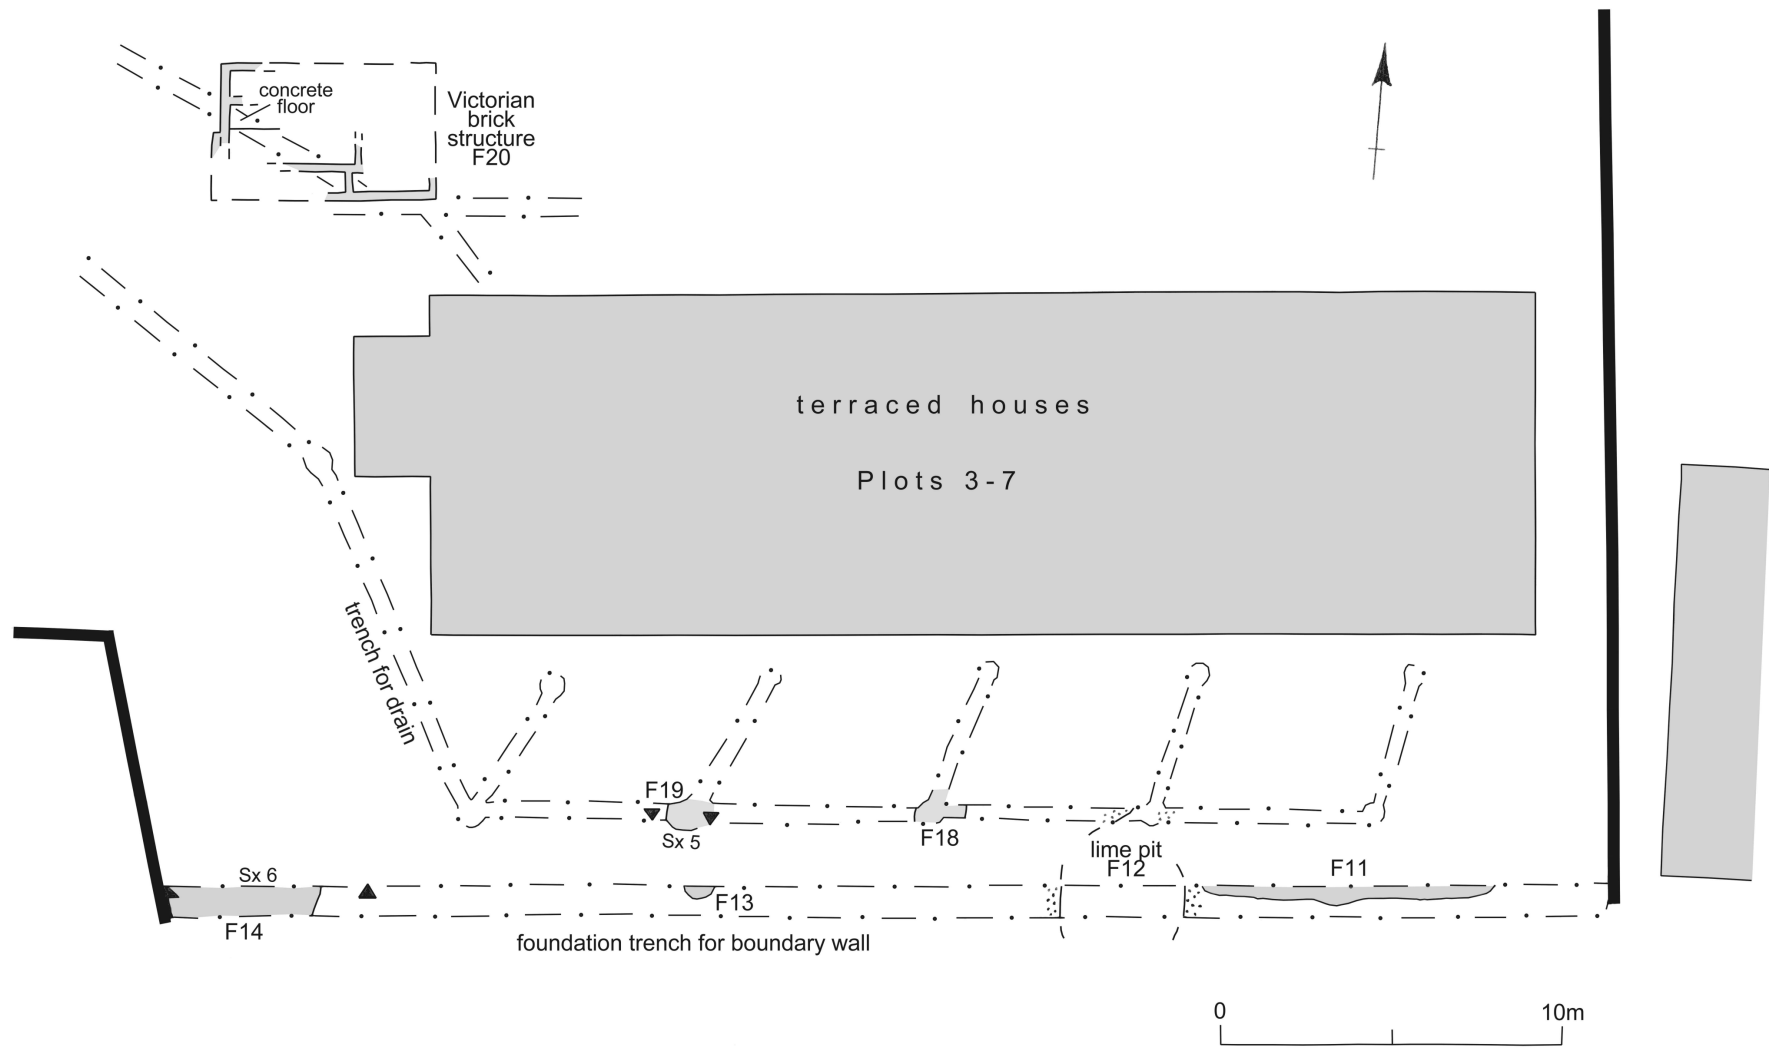 concrete
floor
Victorian
brick
structure
F20
terraced houses
Plots 3-7
trench for drain
F19
Sx 5
F18
lime pit
F12
F11
Sx 6
F14
F13
foundation trench for boundary wall
0 10m